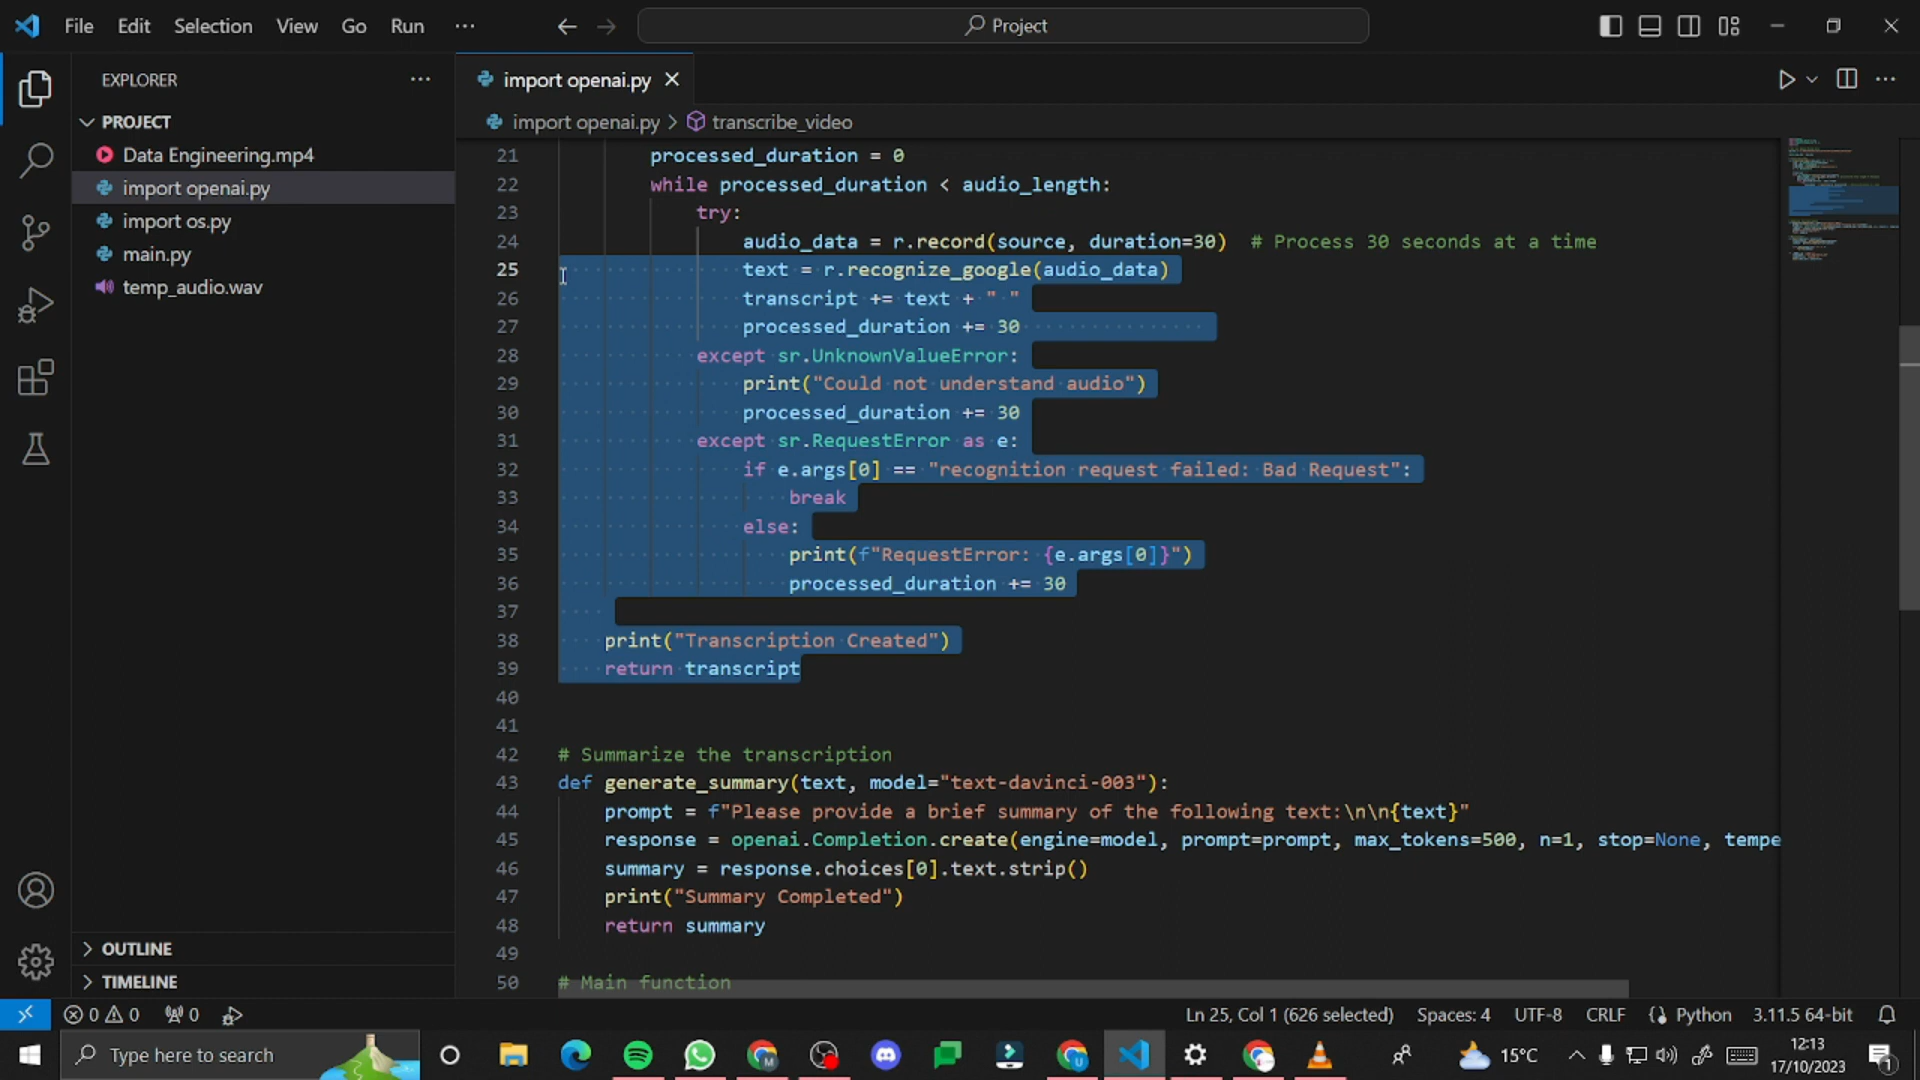 File Edit Selection View Go Run ··· Project
EXPLORER ···
PROJECT
Data Engineering.mp4
import openai.py
import os.py
main.py
temp_audio.wav
OUTLINE
TIMELINE
import openai.py
import openai.py > transcribe_video
21 processed_duration = 0
22 while processed_duration < audio_length:
23 try:
24 audio_data = r.record(source, duration=30) # Process 30 seconds at a time
25 text = r.recognize_google(audio_data)
26 transcript += text + " "
27 processed_duration += 30
28 except sr.UnknownValueError:
29 print("Could not understand audio")
30 processed_duration += 30
31 except sr.RequestError as e:
32 if e.args[0] == "recognition request failed: Bad Request":
33 break
34 else:
35 print(f"RequestError: {e.args[0]}")
36 processed_duration += 30
37
38 print("Transcription Created")
39 return transcript
40
41
42 # Summarize the transcription
43 def generate_summary(text, model="text-davinci-003"):
44 prompt = f"Please provide a brief summary of the following text:\n\n{text}"
45 response = openai.Completion.create(engine=model, prompt=prompt, max_tokens=500, n=1, stop=None, tempe
46 summary = response.choices[0].text.strip()
47 print("Summary Completed")
48 return summary
49
50 # Main function
0 0 0 Ln 25, Col 1 (626 selected) Spaces: 4 UTF-8 CRLF Python 3.11.5 64-bit
Type here to search 15°C 12:13
17/10/2023 1